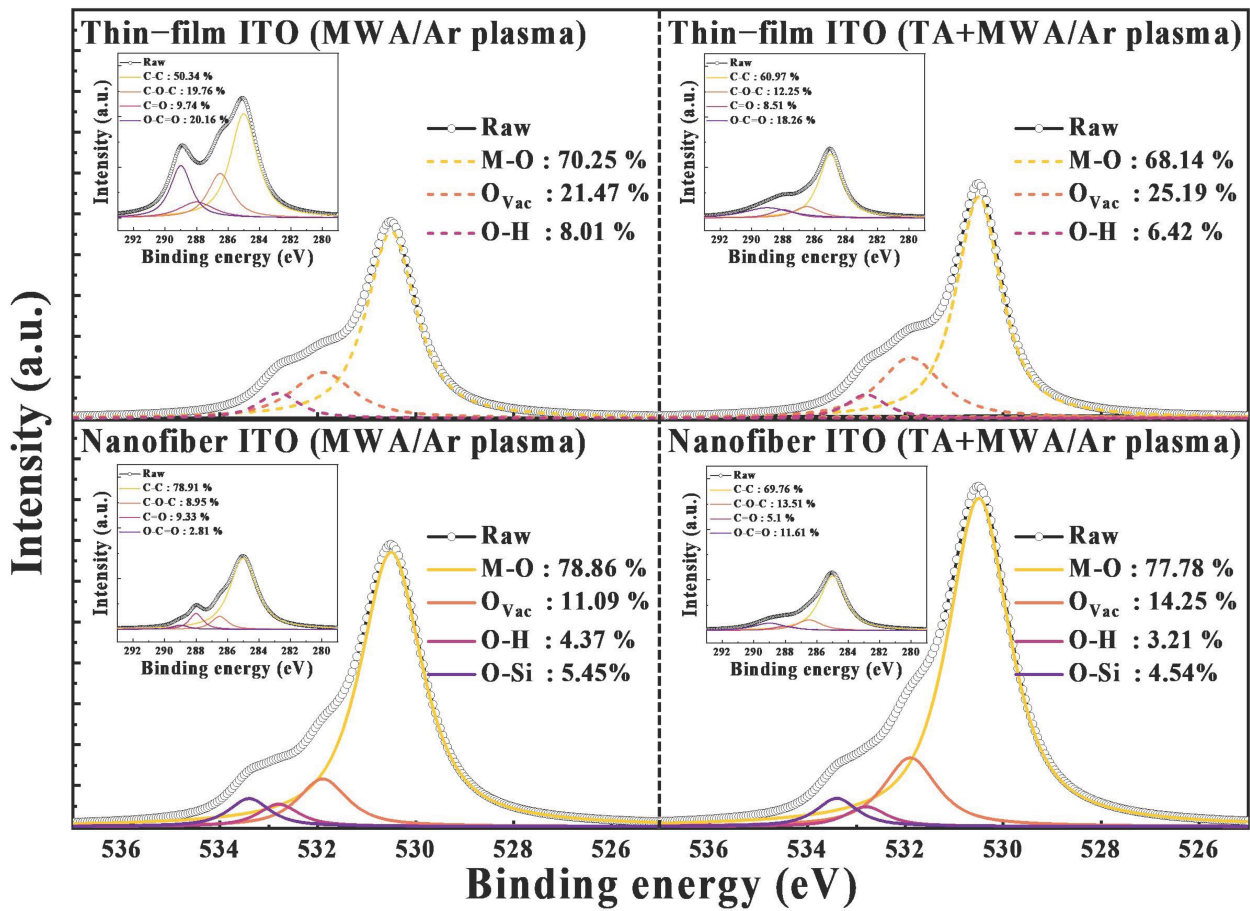 Thin−film ITO (MWA/Ar plasma)
Raw
C-C : 50.34 %
C-O-C : 19.76 %
C=O : 9.74 %
O-C=O : 20.16 %
Intensity (a.u.)
292 290 288 286 284 282 280
Binding energy (eV)
Raw
M-O : 70.25 %
OVac : 21.47 %
O-H : 8.01 %
Thin−film ITO (TA+MWA/Ar plasma)
Raw
C-C : 60.97 %
C-O-C : 12.25 %
C=O : 8.51 %
O-C=O : 18.26 %
Intensity (a.u.)
292 290 288 286 284 282 280
Binding energy (eV)
Raw
M-O : 68.14 %
OVac : 25.19 %
O-H : 6.42 %
Nanofiber ITO (MWA/Ar plasma)
Raw
C-C : 78.91 %
C-O-C : 8.95 %
C=O : 9.33 %
O-C=O : 2.81 %
Intensity (a.u.)
292 290 288 286 284 282 280
Binding energy (eV)
Raw
M-O : 78.86 %
OVac : 11.09 %
O-H : 4.37 %
O-Si : 5.45%
Nanofiber ITO (TA+MWA/Ar plasma)
Raw
C-C : 69.76 %
C-O-C : 13.51 %
C=O : 5.1 %
O-C=O : 11.61 %
Intensity (a.u.)
292 290 288 286 284 282 280
Binding energy (eV)
Raw
M-O : 77.78 %
OVac : 14.25 %
O-H : 3.21 %
O-Si : 4.54%
Intensity (a.u.)
536 534 532 530 528 526 536 534 532 530 528 526
Binding energy (eV)